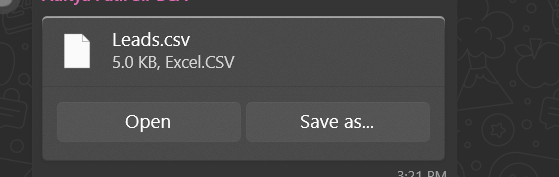 Leads.csv
5.0 KB, Excel.CSV
Open
Save as...
3:21 PM